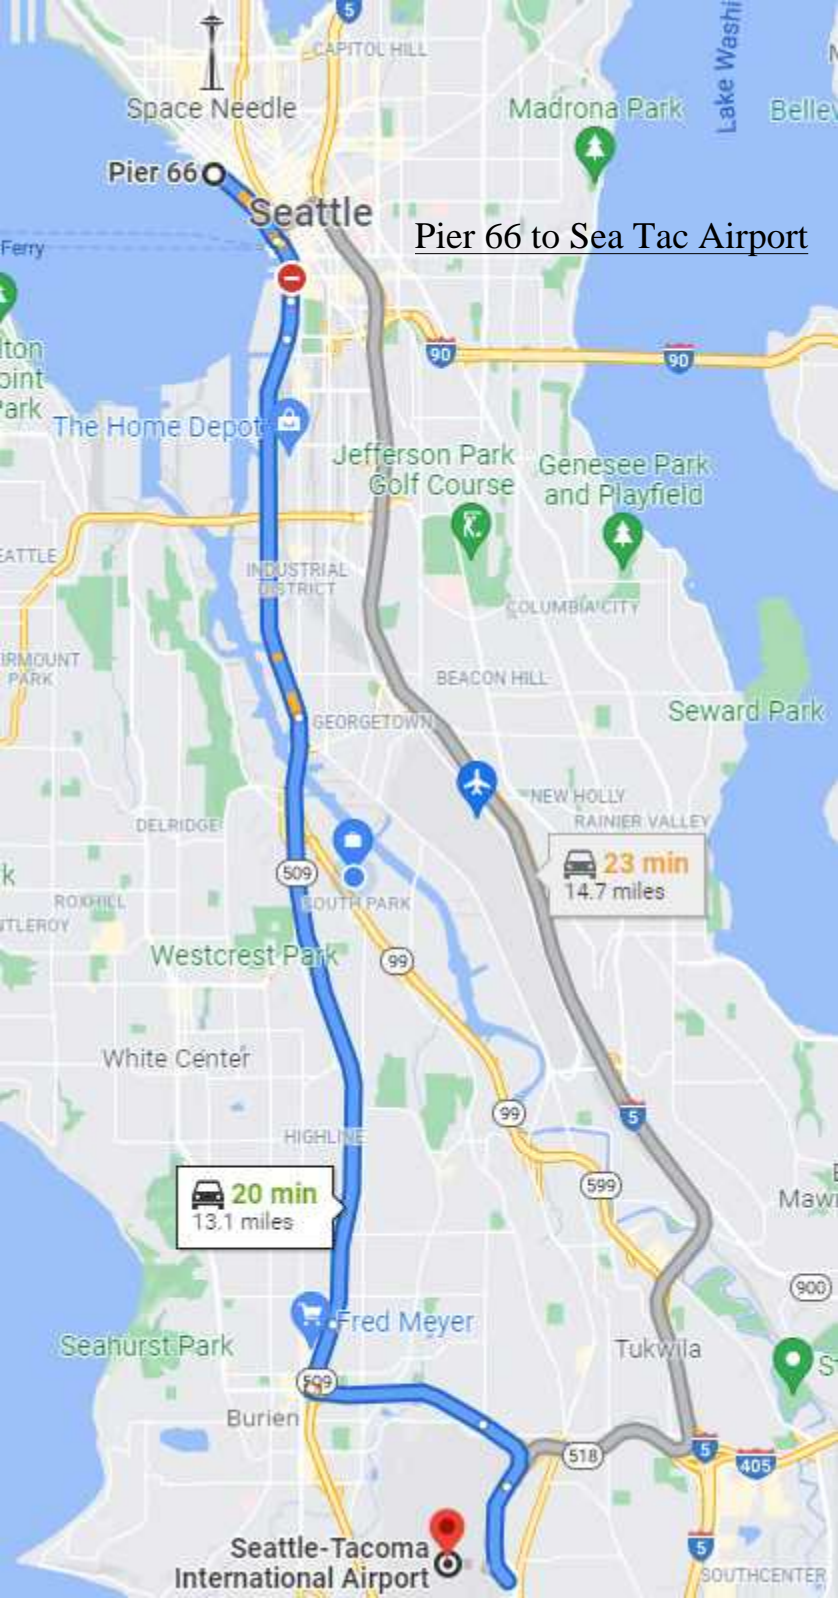 5
CAPITOL HILL
Space Needle
Madrona Park
Lake Washi
Bellev
Pier 66
Seattle
Pier 66 to Sea Tac Airport
Ferry
90
90
lton
oint
Park
The Home Depot
Jefferson Park
Golf Course
Genesee Park
and Playfield
EATTLE
INDUSTRIAL
DISTRICT
COLUMBIA CITY
IRMOUNT
PARK
BEACON HILL
Seward Park
GEORGETOWN
NEW HOLLY
RAINIER VALLEY
DELRIDGE
23 min
14.7 miles
k
509
ROXHILL
SOUTH PARK
NTLEROY
Westcrest Park
99
White Center
99
5
HIGHLINE
599
20 min
13.1 miles
Mawr
900
Fred Meyer
Seahurst Park
Tukwila
S
509
Burien
518
5
405
Seattle-Tacoma
International Airport
5
SOUTHCENTER